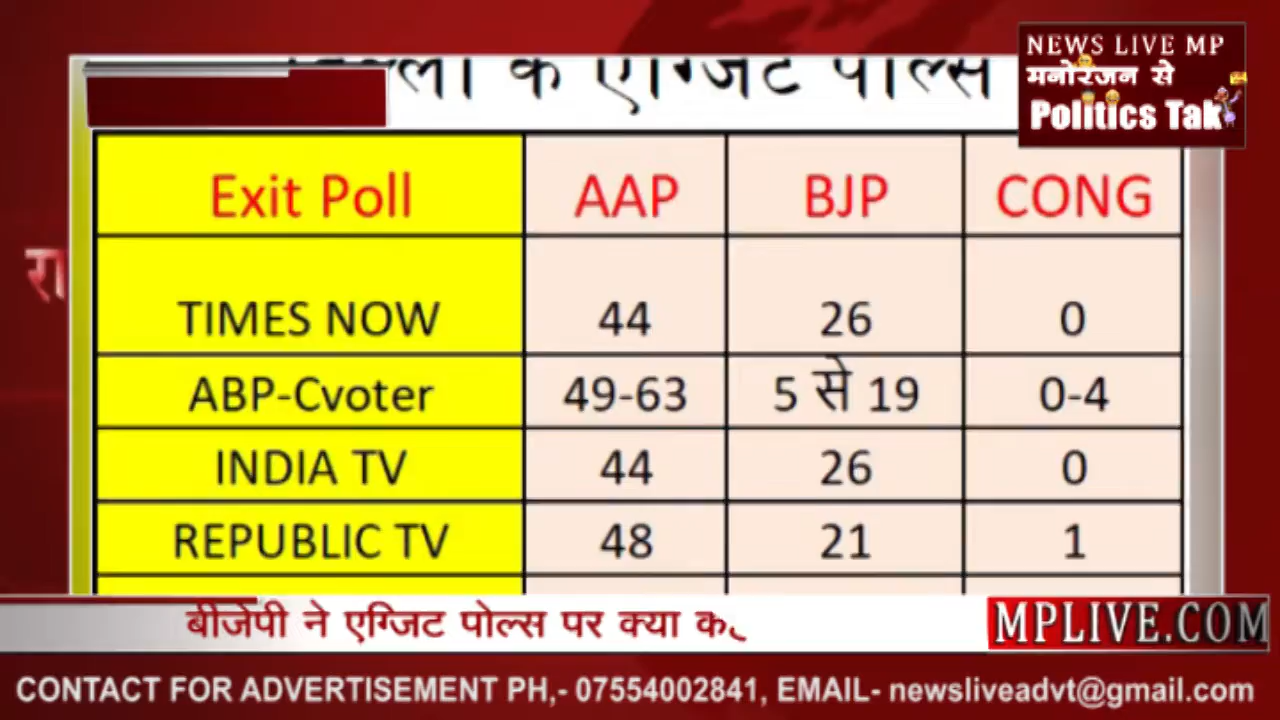 के एग्जिट पोल्स
NEWS LIVE MP
मनोरंजन से
Politics Tak
Exit Poll AAP BJP CONG
TIMES NOW 44 26 0
ABP-Cvoter 49-63 5 से 19 0-4
INDIA TV 44 26 0
REPUBLIC TV 48 21 1
बीजेपी ने एग्जिट पोल्स पर क्या
MPLIVE.COM
CONTACT FOR ADVERTISEMENT PH,- 07554002841, EMAIL- newsliveadvt@gmail.com